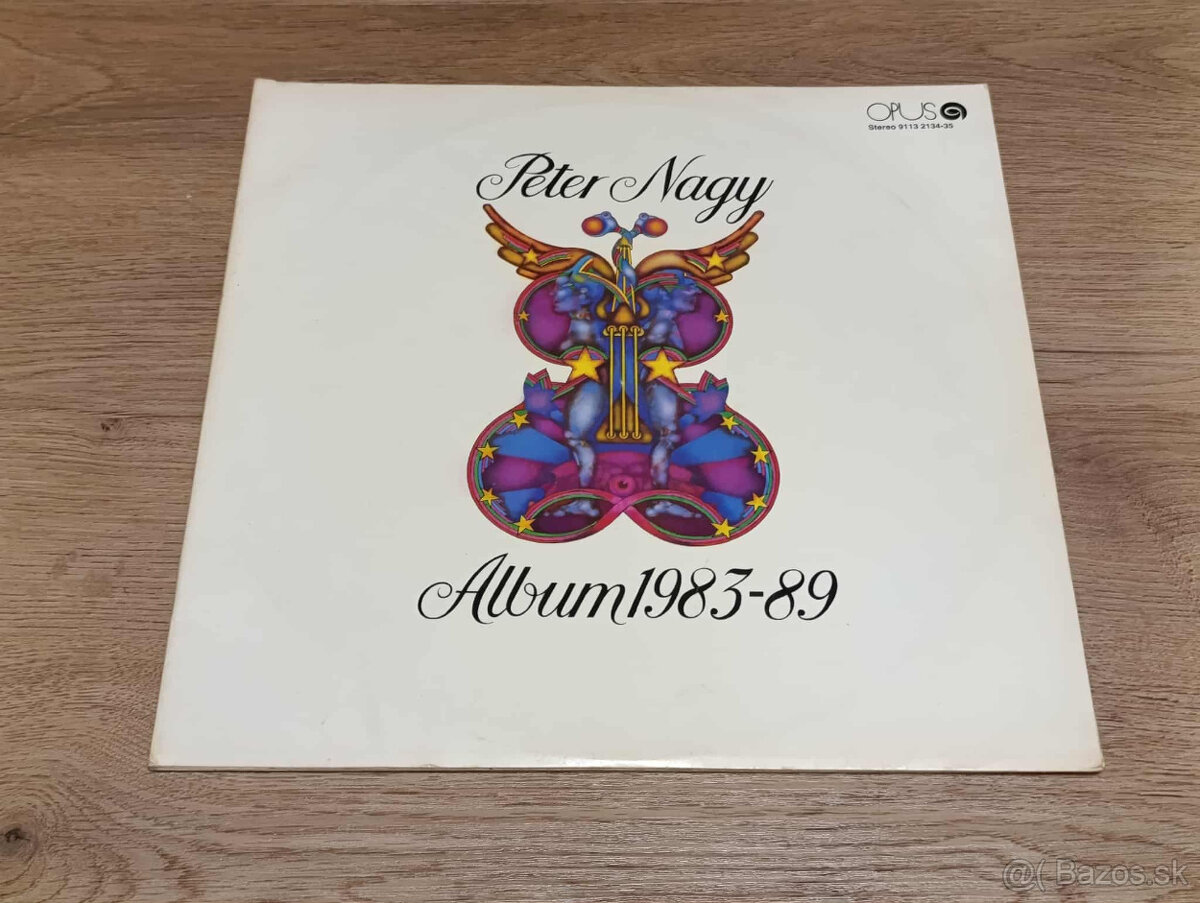 OPUS
Stereo 9113 2134-35
Peter Nagy
Album 1983-89
@( Bazos.sk